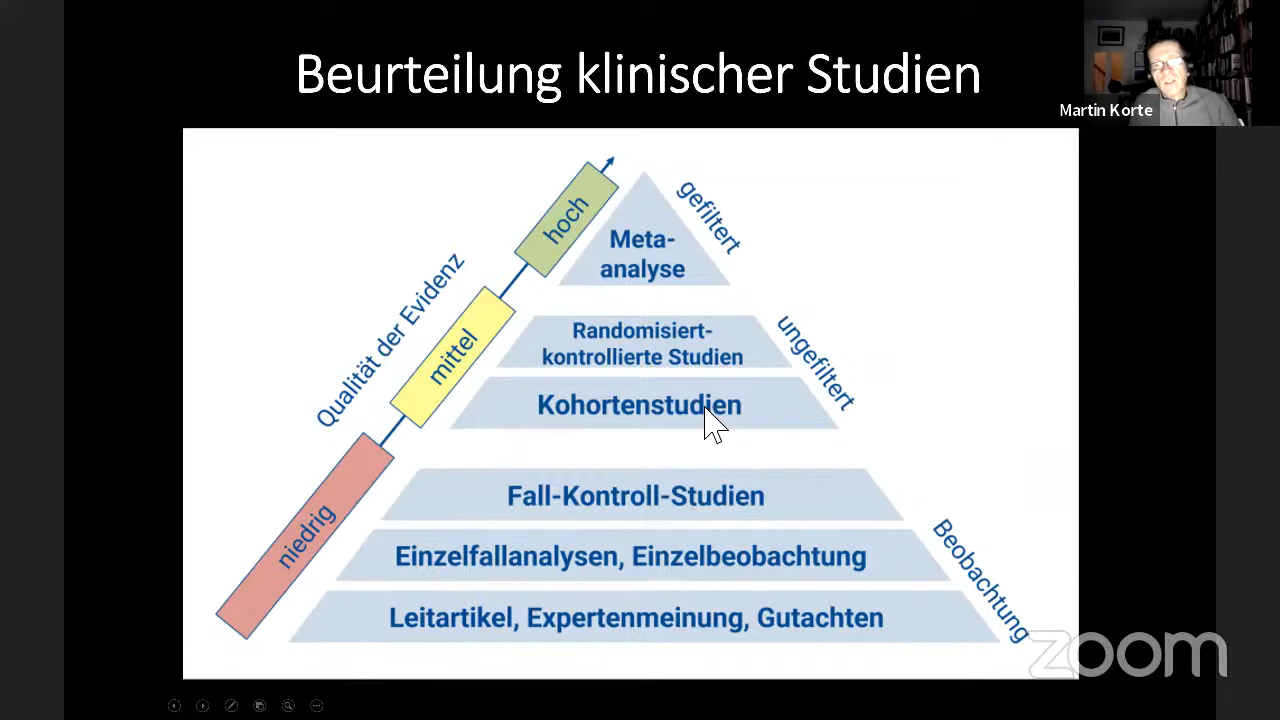 Beurteilung klinischer Studien
Martin Korte
hoch
gefiltert
Meta-
analyse
Qualität der Evidenz
mittel
Randomisiert-
kontrollierte Studien
ungefiltert
Kohortenstudien
niedrig
Fall-Kontroll-Studien
Einzelfallanalysen, Einzelbeobachtung
Beobachtung
Leitartikel, Expertenmeinung, Gutachten
zoom